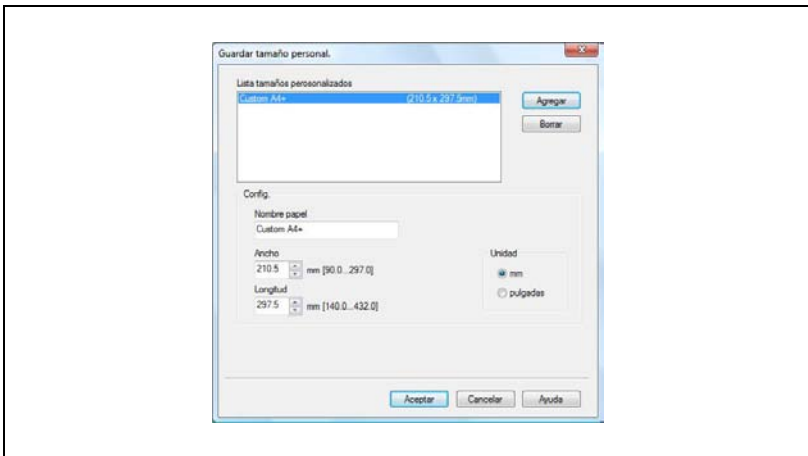 Guardar tamaño personal.
Lista tamaños perosonalizados
Custom A4+ (210.5 x 297.5mm)
Agregar
Borrar
Config.
Nombre papel
Custom A4+
Ancho
210.5 mm [90.0...297.0]
Longitud
297.5 mm [140.0...432.0]
Unidad
mm
pulgadas
Aceptar Cancelar Ayuda